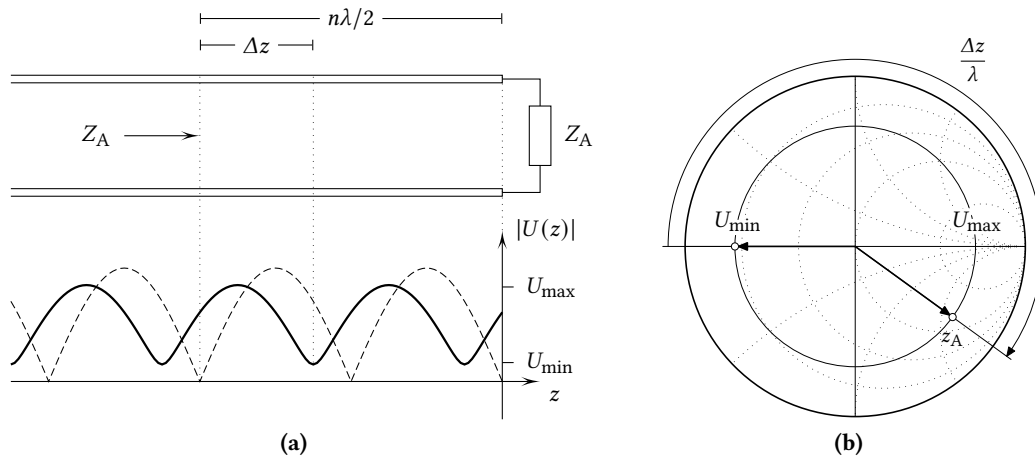 nλ/2
Δz
Z_A
Z_A
|U(z)|
U_max
U_min
z
(a)
Δz/λ
U_min
U_max
z_A
(b)